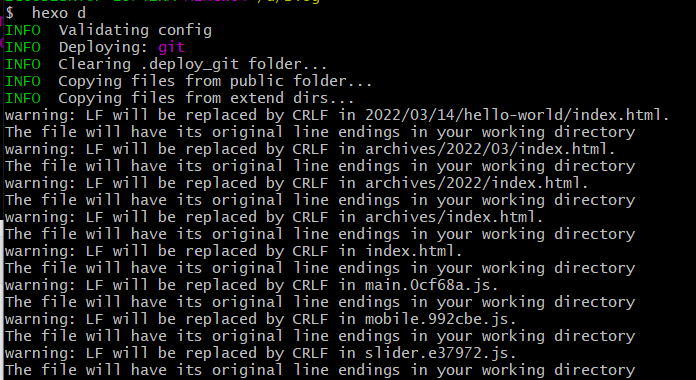 $ hexo d
INFO  Validating config
INFO  Deploying: git
INFO  Clearing .deploy_git folder...
INFO  Copying files from public folder...
INFO  Copying files from extend dirs...
warning: LF will be replaced by CRLF in 2022/03/14/hello-world/index.html.
The file will have its original line endings in your working directory
warning: LF will be replaced by CRLF in archives/2022/03/index.html.
The file will have its original line endings in your working directory
warning: LF will be replaced by CRLF in archives/2022/index.html.
The file will have its original line endings in your working directory
warning: LF will be replaced by CRLF in archives/index.html.
The file will have its original line endings in your working directory
warning: LF will be replaced by CRLF in index.html.
The file will have its original line endings in your working directory
warning: LF will be replaced by CRLF in main.0cf68a.js.
The file will have its original line endings in your working directory
warning: LF will be replaced by CRLF in mobile.992cbe.js.
The file will have its original line endings in your working directory
warning: LF will be replaced by CRLF in slider.e37972.js.
The file will have its original line endings in your working directory